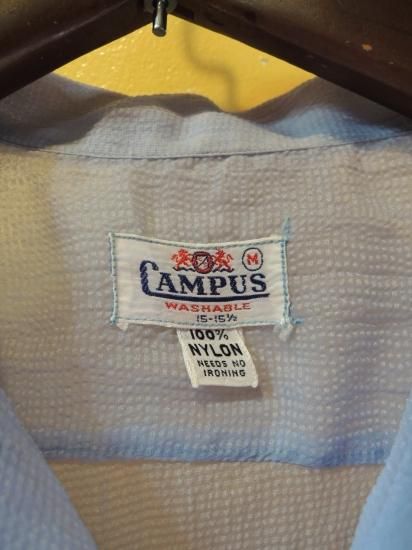 M
CAMPUS
WASHABLE
15-15½
100%
NYLON
NEEDS NO
IRONING